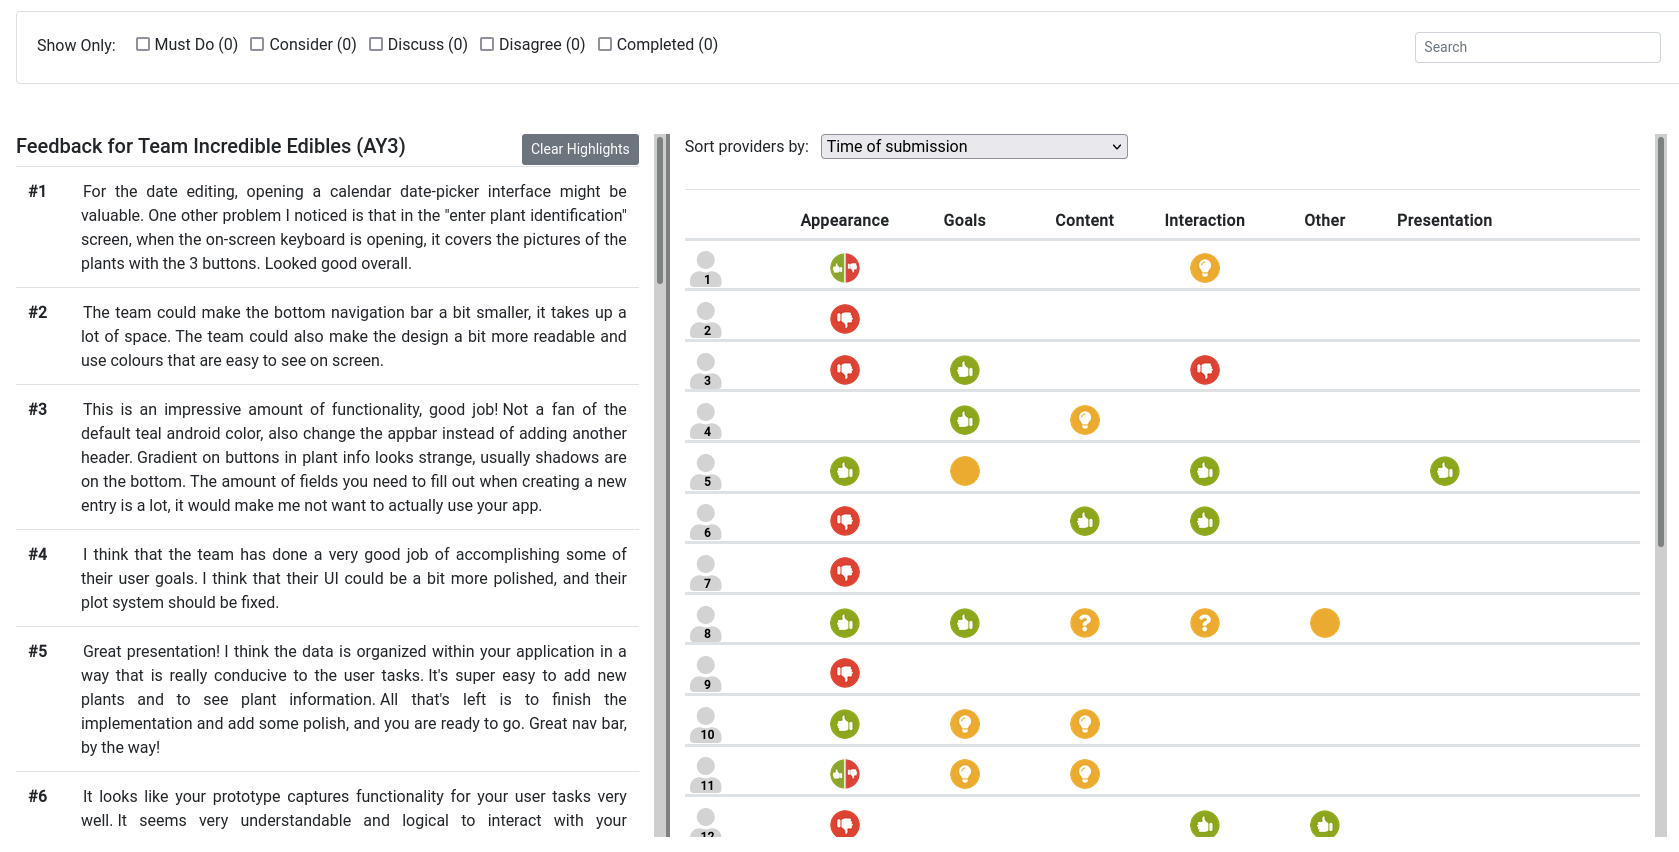 Show Only: Must Do (0) Consider (0) Discuss (0) Disagree (0) Completed (0) Search
Feedback for Team Incredible Edibles (AY3) Clear Highlights
#1 For the date editing, opening a calendar date-picker interface might be
valuable. One other problem I noticed is that in the "enter plant identification"
screen, when the on-screen keyboard is opening, it covers the pictures of the
plants with the 3 buttons. Looked good overall.
#2 The team could make the bottom navigation bar a bit smaller, it takes up a
lot of space. The team could also make the design a bit more readable and
use colours that are easy to see on screen.
#3 This is an impressive amount of functionality, good job! Not a fan of the
default teal android color, also change the appbar instead of adding another
header. Gradient on buttons in plant info looks strange, usually shadows are
on the bottom. The amount of fields you need to fill out when creating a new
entry is a lot, it would make me not want to actually use your app.
#4 I think that the team has done a very good job of accomplishing some of
their user goals. I think that their UI could be a bit more polished, and their
plot system should be fixed.
#5 Great presentation! I think the data is organized within your application in a
way that is really conducive to the user tasks. It's super easy to add new
plants and to see plant information. All that's left is to finish the
implementation and add some polish, and you are ready to go. Great nav bar,
by the way!
#6 It looks like your prototype captures functionality for your user tasks very
well. It seems very understandable and logical to interact with your
Sort providers by: Time of submission
Appearance Goals Content Interaction Other Presentation
1
2
3
4
5
6
7
8 ? ?
9
10
11
12